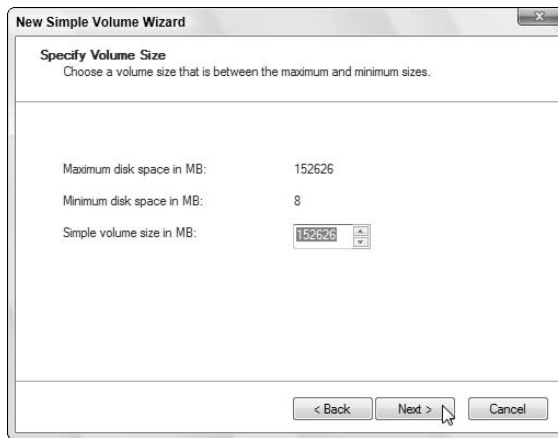 New Simple Volume Wizard
x
Specify Volume Size
Choose a volume size that is between the maximum and minimum sizes.
Maximum disk space in MB: 152626
Minimum disk space in MB: 8
Simple volume size in MB: 152626
< Back Next > Cancel